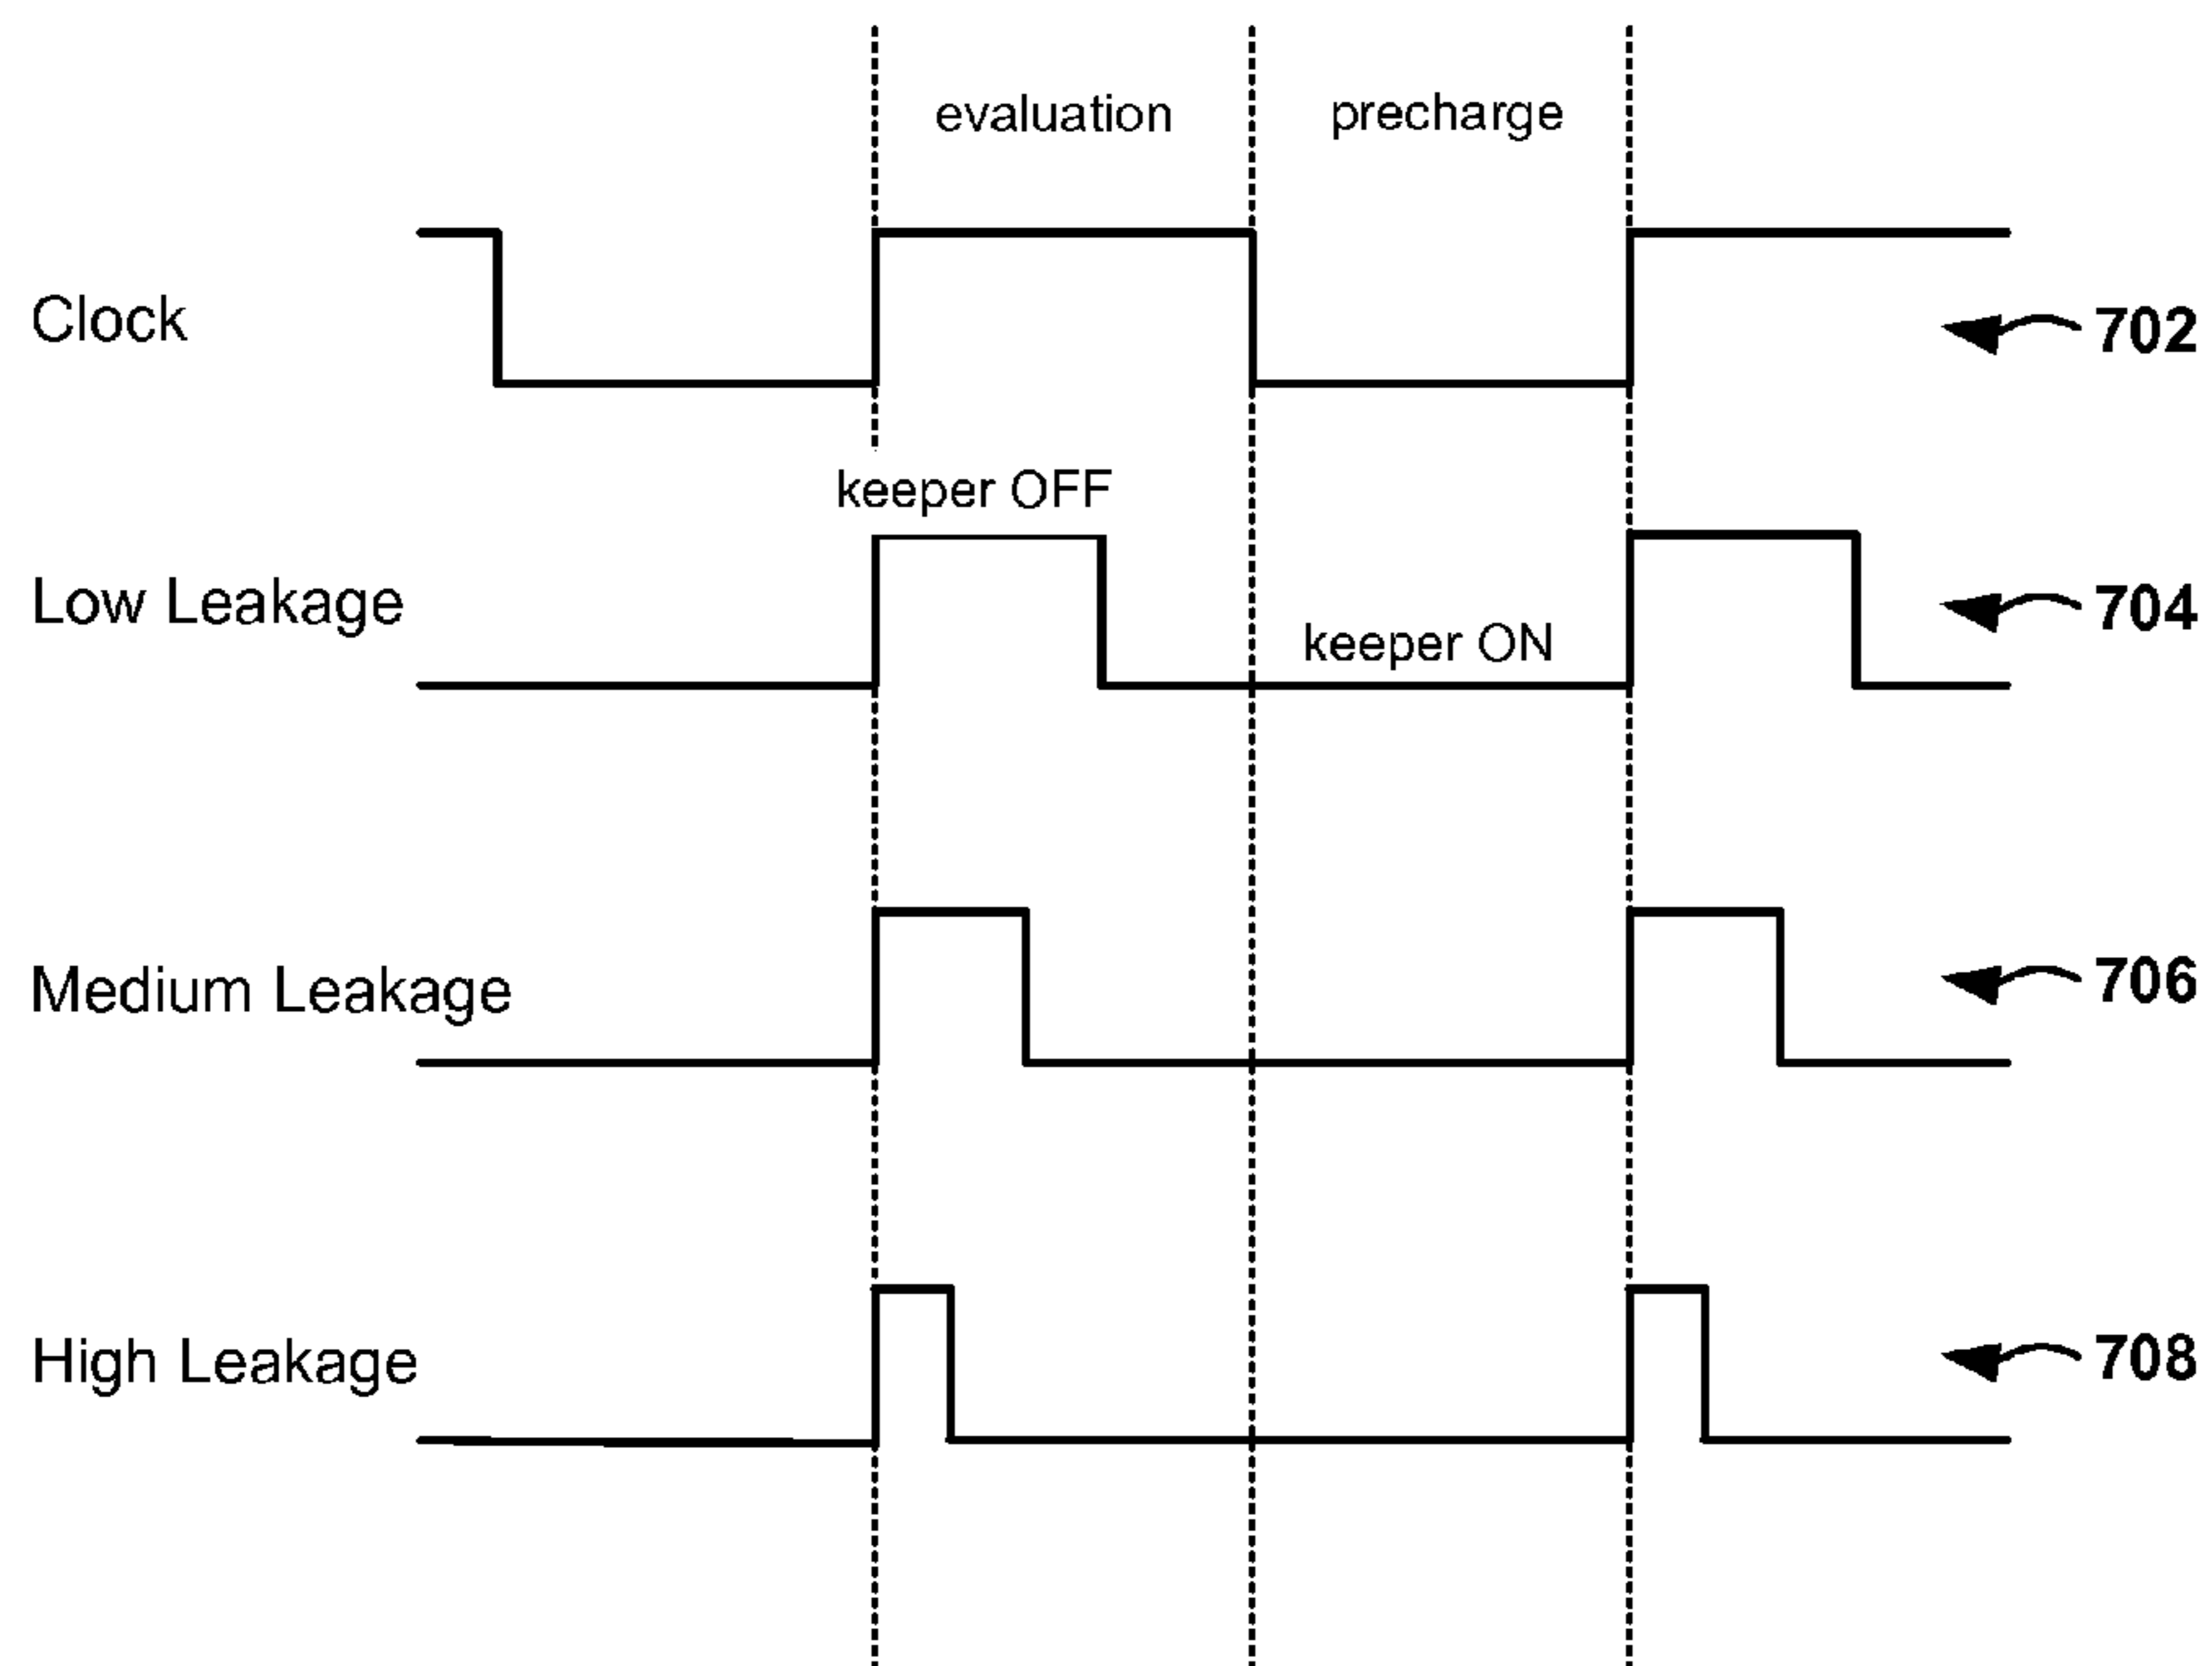 evaluation precharge
Clock 702
keeper OFF
Low Leakage 704
keeper ON
Medium Leakage 706
High Leakage 708